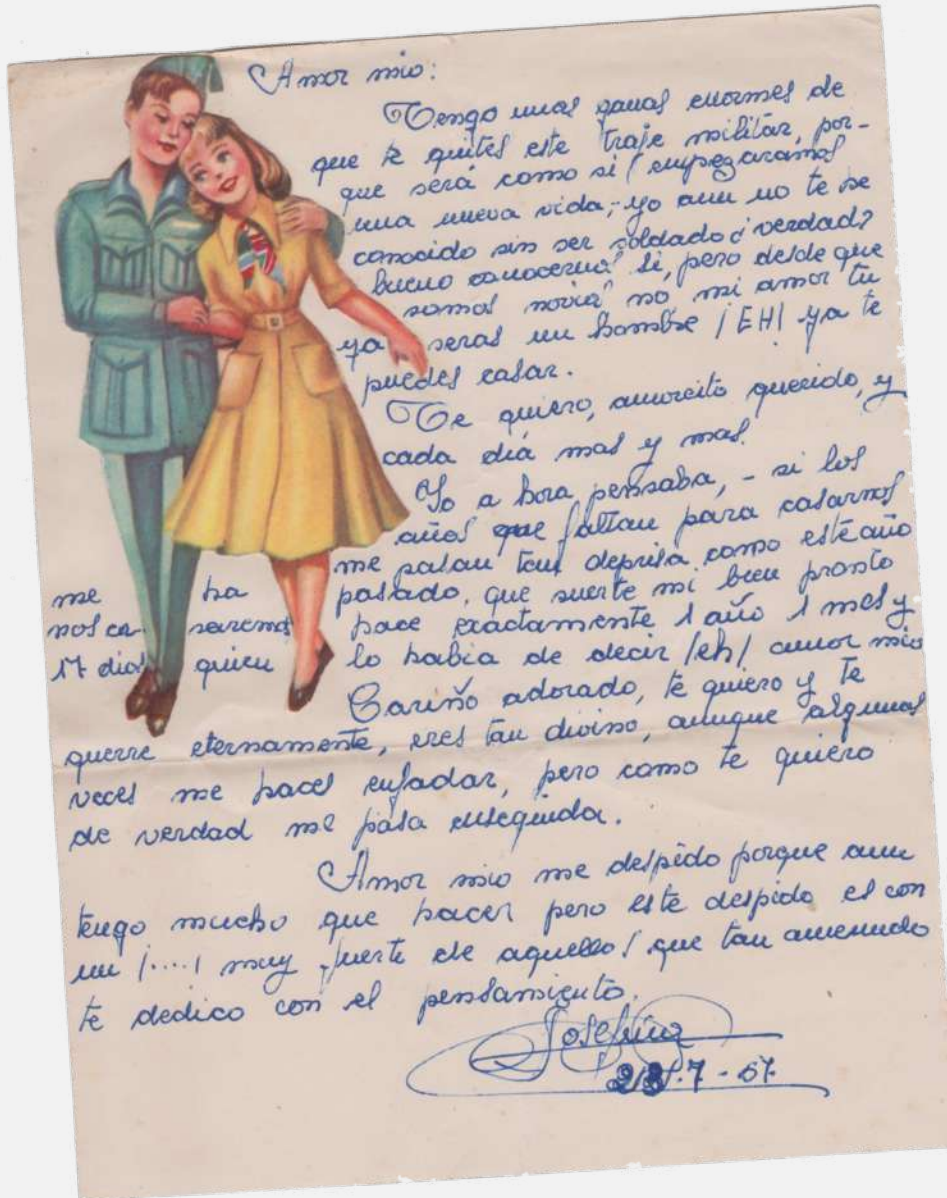 Amor mio:
Tengo unas ganas enormes de
que te quites este traje militar, por-
que será como si empezaramos
una nueva vida, yo aun no te se
conocido sin ser soldado ¿verdad?
bueno conocernos si, pero desde que
somos novios no mi amor tu
ya seras un hombre ¡EH! ya te
puedes casar.
Te quiero, amorcito querido, y
cada dia mas y mas.
Yo a hora pensaba, - si los
años que faltan para casarnos
me pasan tan deprisa como este año
me ha pasado, que suerte mi bien pronto
nos ca- saremos hace exactamente 1 año 1 mes y
17 dias quien lo habia de decir ¡eh! amor mio
Cariño adorado, te quiero y te
querre eternamente, eres tan divino, aunque algunas
veces me haces enfadar, pero como te quiero
de verdad me pasa enseguida.
Amor mio me despido porque aun
tengo mucho que hacer pero este despido es con
un /..../ muy fuerte de aquellos que tan amenudo
te dedico con el pensamiento.
Josefina
.7-57.